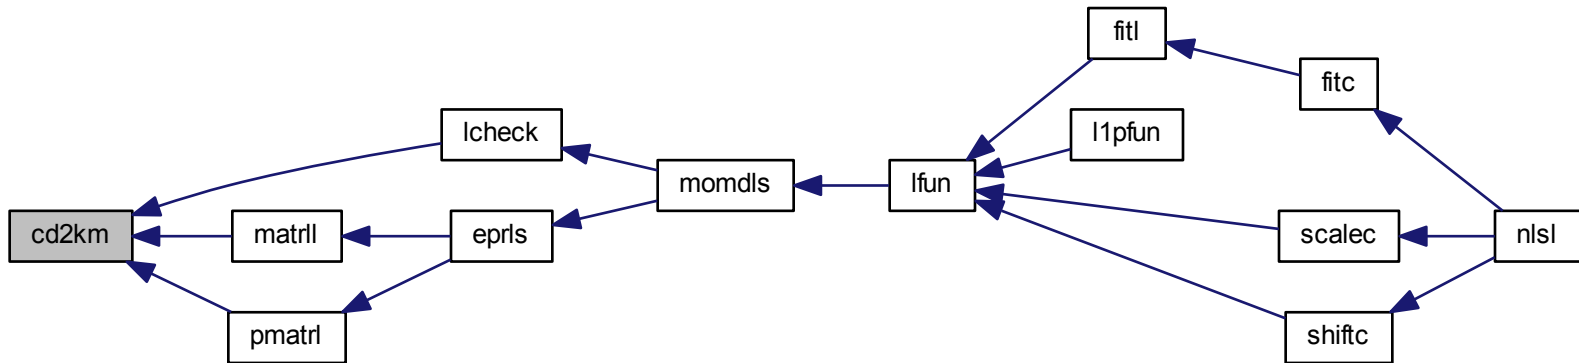 fitl
fitc
lcheck
l1pfun
momdls
lfun
cd2km
matrll
eprls
scalec
nlsl
pmatrl
shiftc